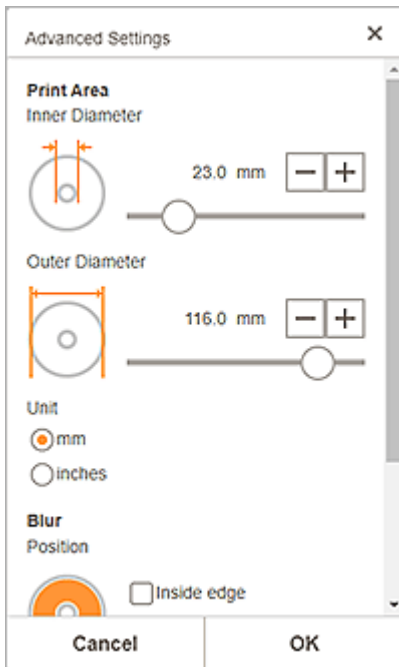 Advanced Settings
Print Area
Inner Diameter
23.0 mm
Outer Diameter
116.0 mm
Unit
mm
inches
Blur
Position
Inside edge
Cancel OK